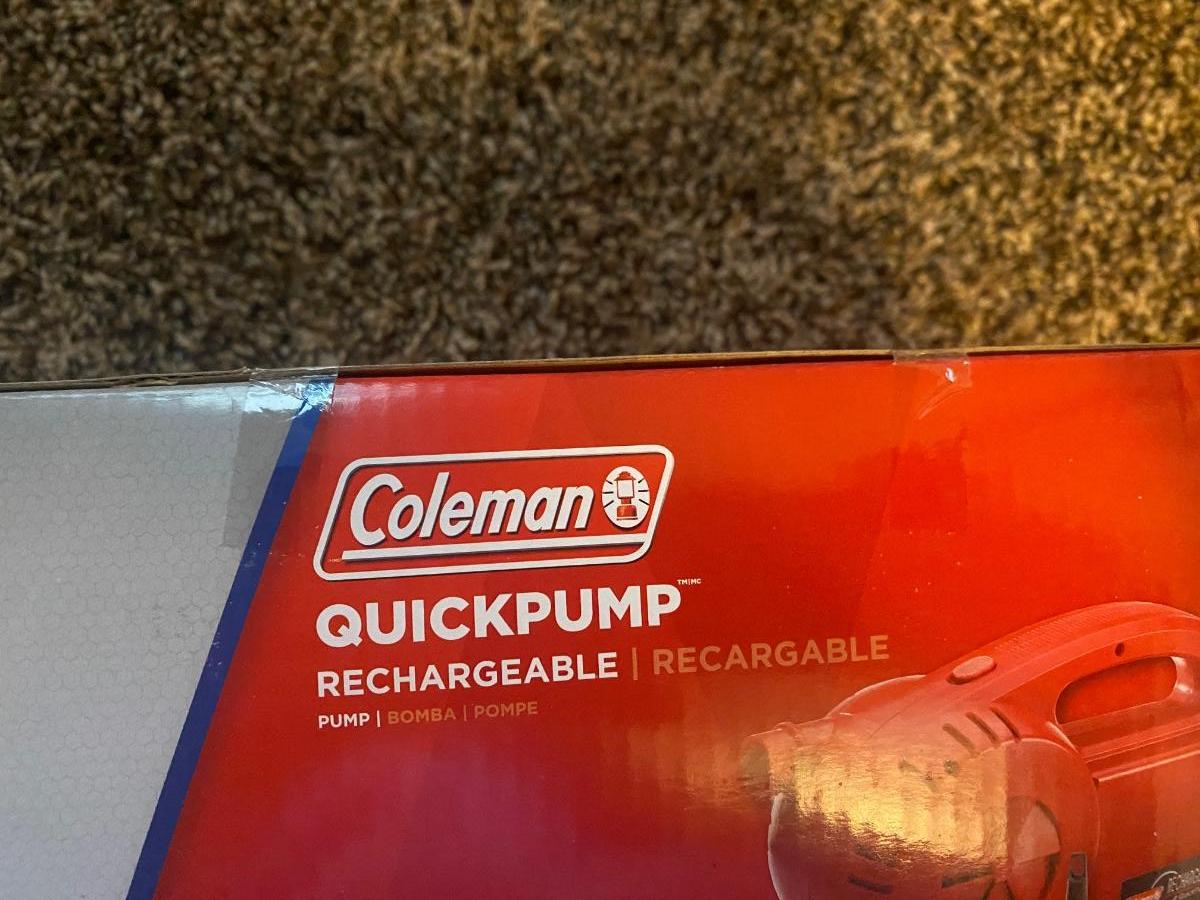 Coleman
QUICKPUMP™|MC
RECHARGEABLE | RECARGABLE
PUMP | BOMBA | POMPE